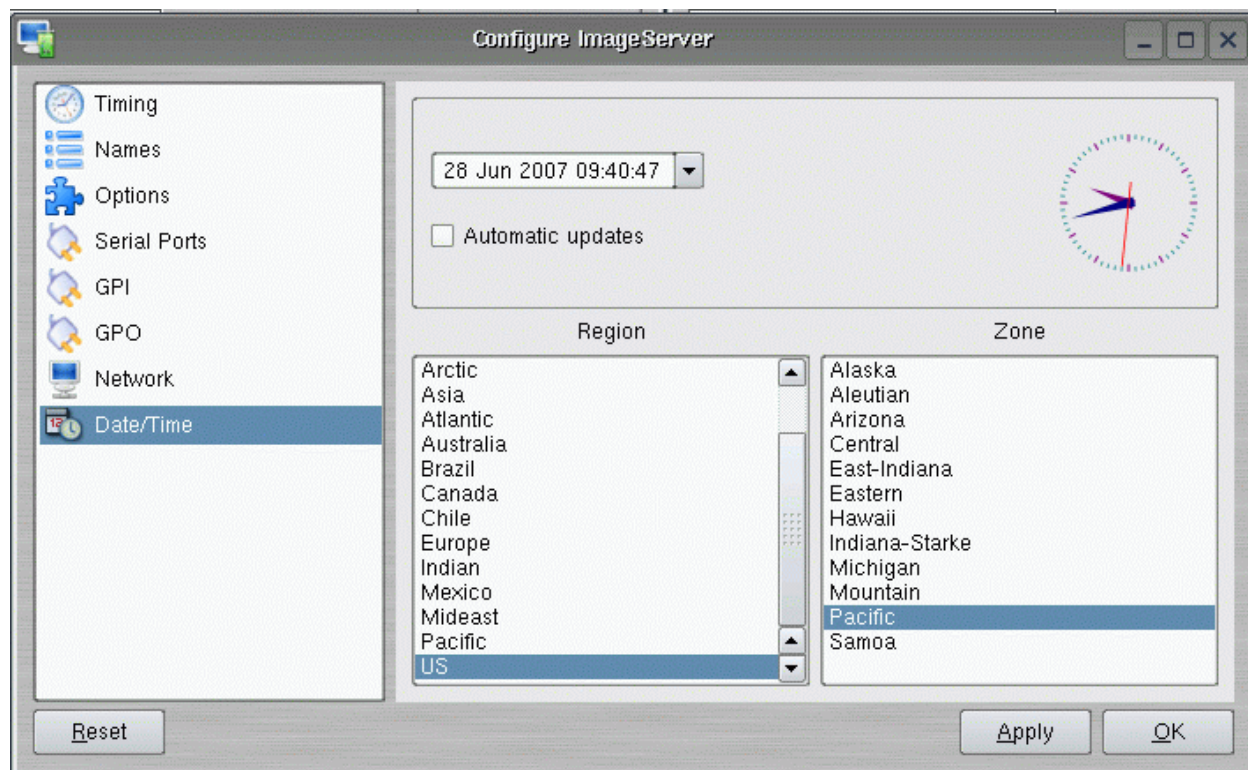 Configure ImageServer
Timing
Names
Options
Serial Ports
GPI
GPO
Network
Date/Time
28 Jun 2007 09:40:47
Automatic updates
Region
Arctic
Asia
Atlantic
Australia
Brazil
Canada
Chile
Europe
Indian
Mexico
Mideast
Pacific
US
Zone
Alaska
Aleutian
Arizona
Central
East-Indiana
Eastern
Hawaii
Indiana-Starke
Michigan
Mountain
Pacific
Samoa
Reset
Apply
OK